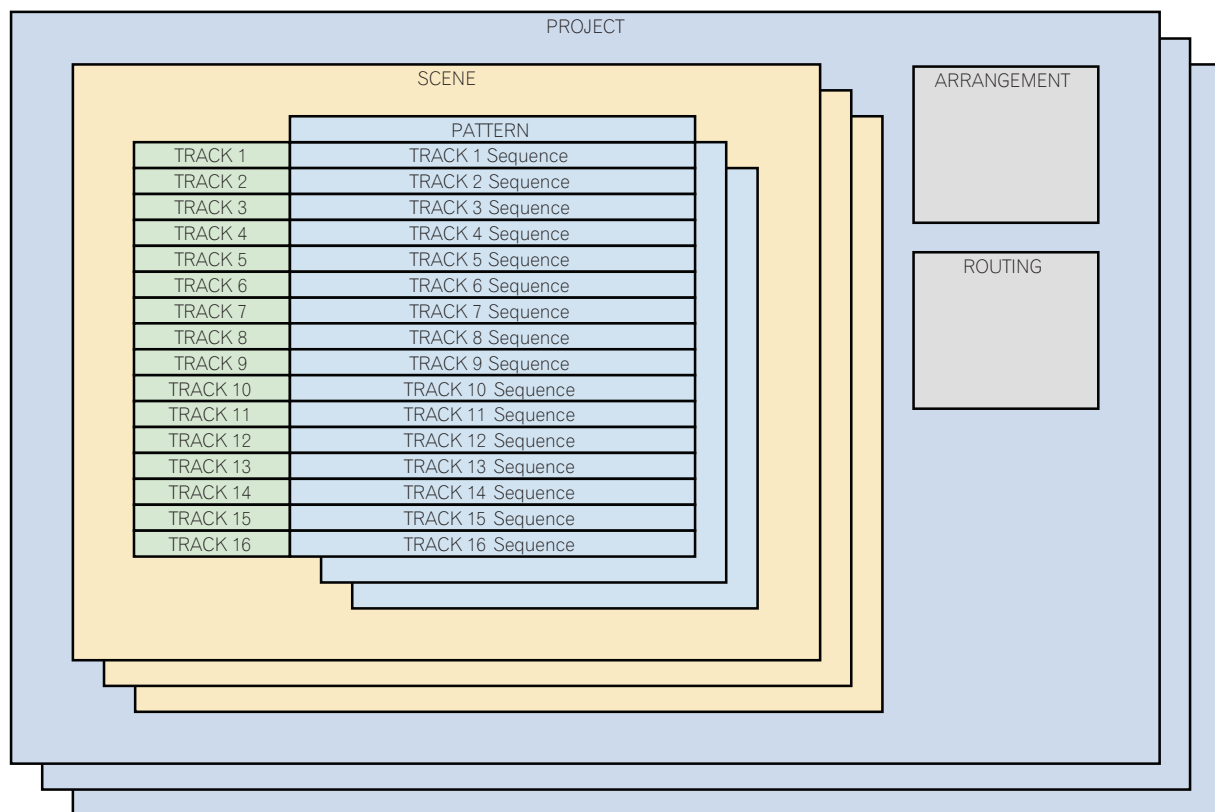 PROJECT
SCENE
ARRANGEMENT
PATTERN
TRACK 1 TRACK 1 Sequence
TRACK 2 TRACK 2 Sequence
TRACK 3 TRACK 3 Sequence
TRACK 4 TRACK 4 Sequence
TRACK 5 TRACK 5 Sequence
ROUTING
TRACK 6 TRACK 6 Sequence
TRACK 7 TRACK 7 Sequence
TRACK 8 TRACK 8 Sequence
TRACK 9 TRACK 9 Sequence
TRACK 10 TRACK 10 Sequence
TRACK 11 TRACK 11 Sequence
TRACK 12 TRACK 12 Sequence
TRACK 13 TRACK 13 Sequence
TRACK 14 TRACK 14 Sequence
TRACK 15 TRACK 15 Sequence
TRACK 16 TRACK 16 Sequence